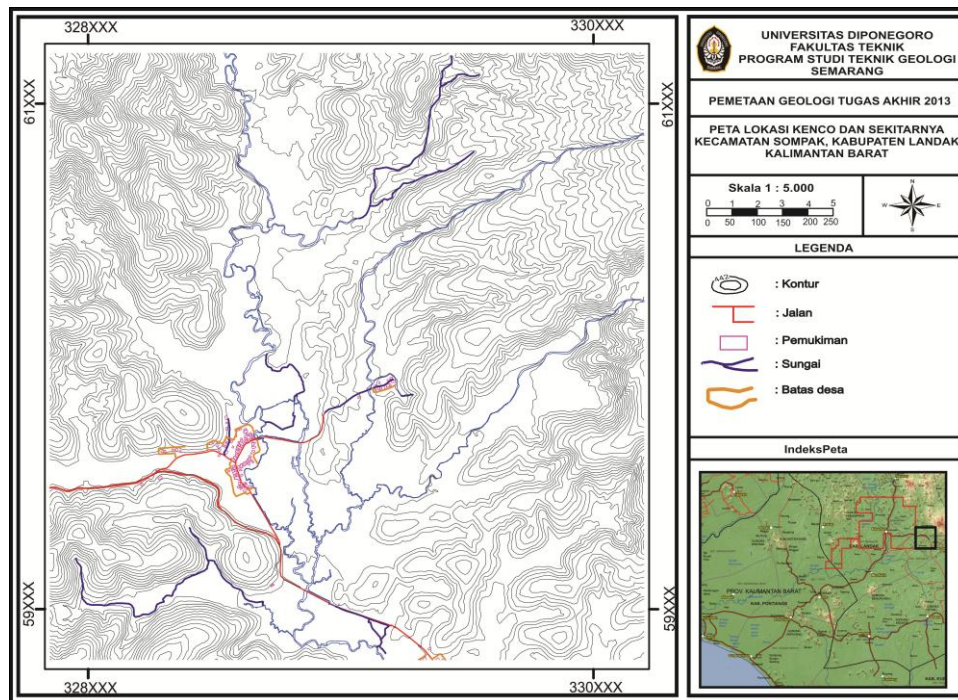 328XXX
330XXX
61XXX
61XXX
59XXX
59XXX
328XXX
330XXX
UNIVERSITAS DIPONEGORO
FAKULTAS TEKNIK
PROGRAM STUDI TEKNIK GEOLOGI
SEMARANG
PEMETAAN GEOLOGI TUGAS AKHIR 2013
PETA LOKASI KENCO DAN SEKITARNYA
KECAMATAN SOMPAK, KABUPATEN LANDAK
KALIMANTAN BARAT
Skala 1 : 5.000
0 1 2 3 4 5
0 50 100 150 200 250
N
W E
S
LEGENDA
442
: Kontur
: Jalan
: Pemukiman
: Sungai
: Batas desa
IndeksPeta
PROV. KALIMANTAN BARAT